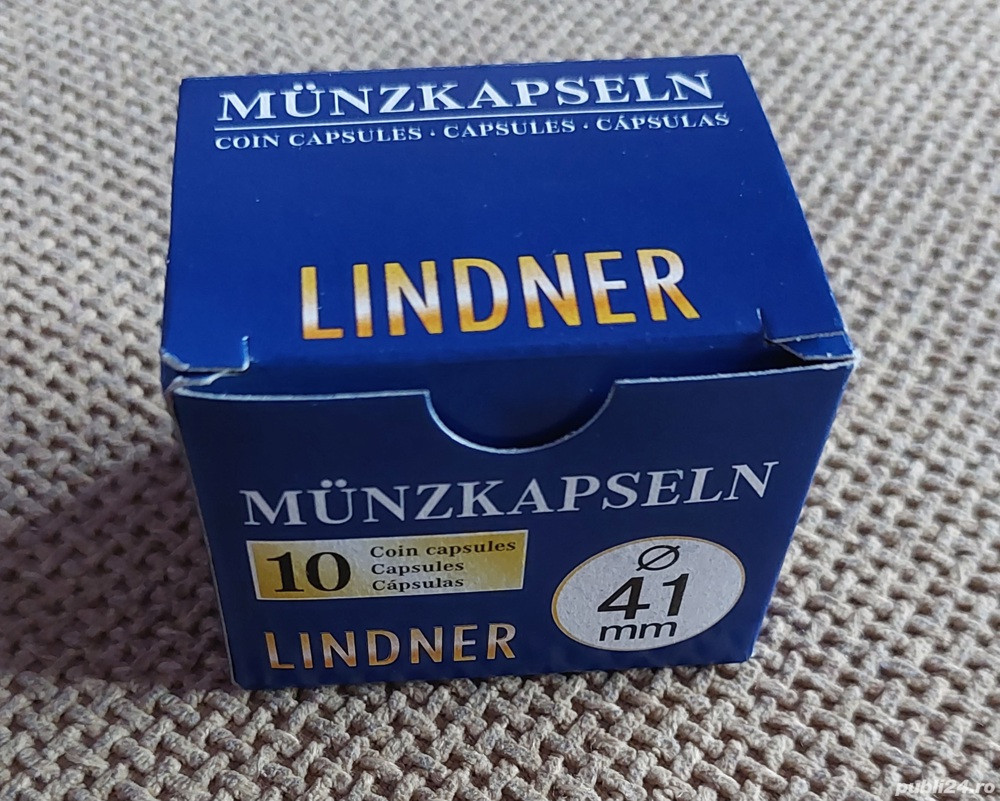 MÜNZKAPSELN
COIN CAPSULES · CAPSULES · CÁPSULAS
LINDNER
MÜNZKAPSELN
10 Coin capsules
Capsules
Cápsulas
Ø
41
mm
LINDNER
publi24.ro